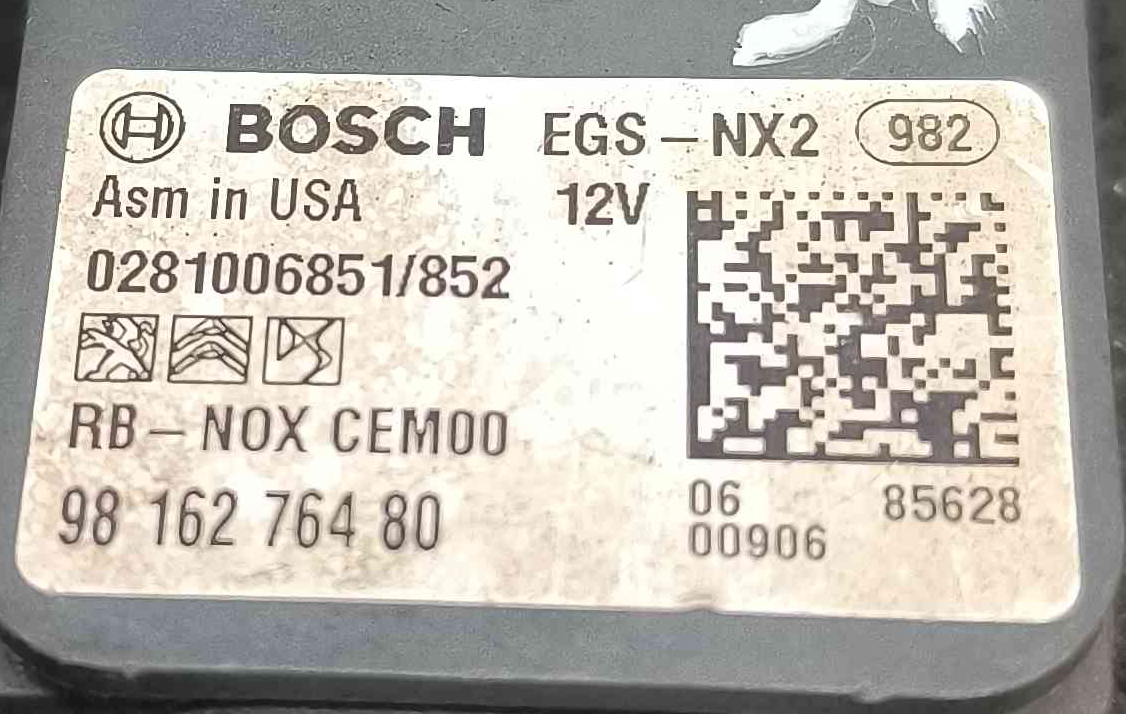 BOSCH EGS-NX2 982
Asm in USA 12V
0281006851/852
RB-NOX CEM00
98 162 764 80
06 85628
00906